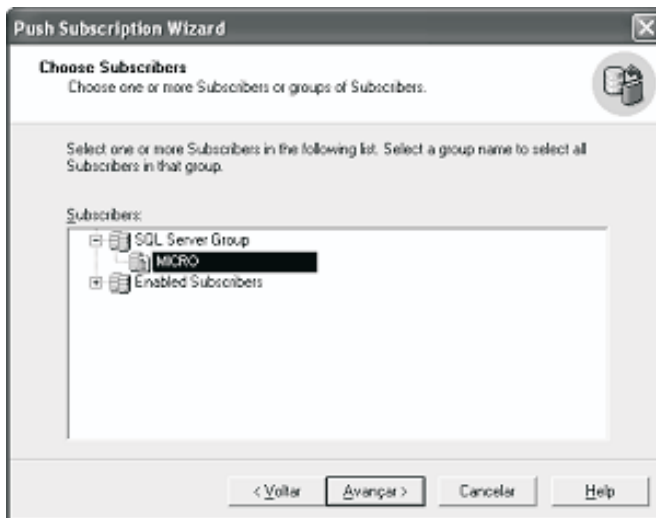 Push Subscription Wizard
Choose Subscribers
Choose one or more Subscribers or groups of Subscribers.
Select one or more Subscribers in the following list. Select a group name to select all
Subscribers in that group.
Subscribers:
SQL Server Group
MICRO
Enabled Subscribers
< Voltar Avançar > Cancelar Help